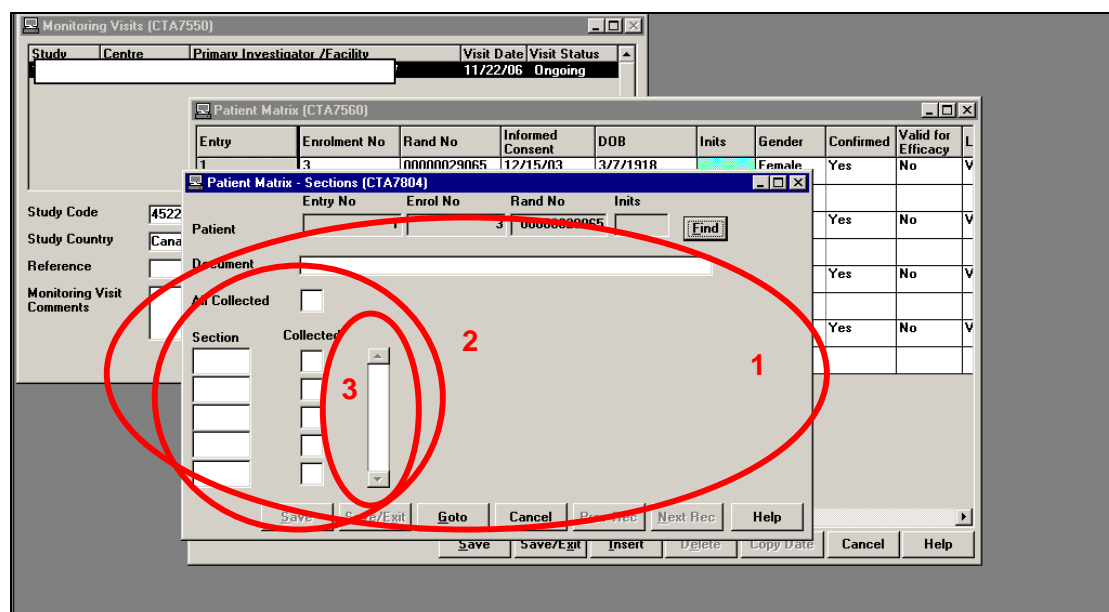 Monitoring Visits (CTA7550)
Study Centre Primary Investigator /Facility Visit Date Visit Status
11/22/06 Ongoing
Patient Matrix (CTA7560)
Entry Enrolment No Rand No Informed Consent DOB Inits Gender Confirmed Valid for Efficacy L
1 3 00000029065 12/15/03 3/7/1918 Female Yes No V
Yes No V
Yes No V
Yes No V
Study Code 4522
Study Country Cana
Reference
Monitoring Visit
Comments
Patient Matrix - Sections (CTA7804)
Entry No Enrol No Rand No Inits
Patient 1 3 00000029065 Find
Document
All Collected
Section Collected
1
2
3
Save Save/Exit Goto Cancel Prev Rec Next Rec Help
Save Save/Exit Insert Delete Copy Date Cancel Help